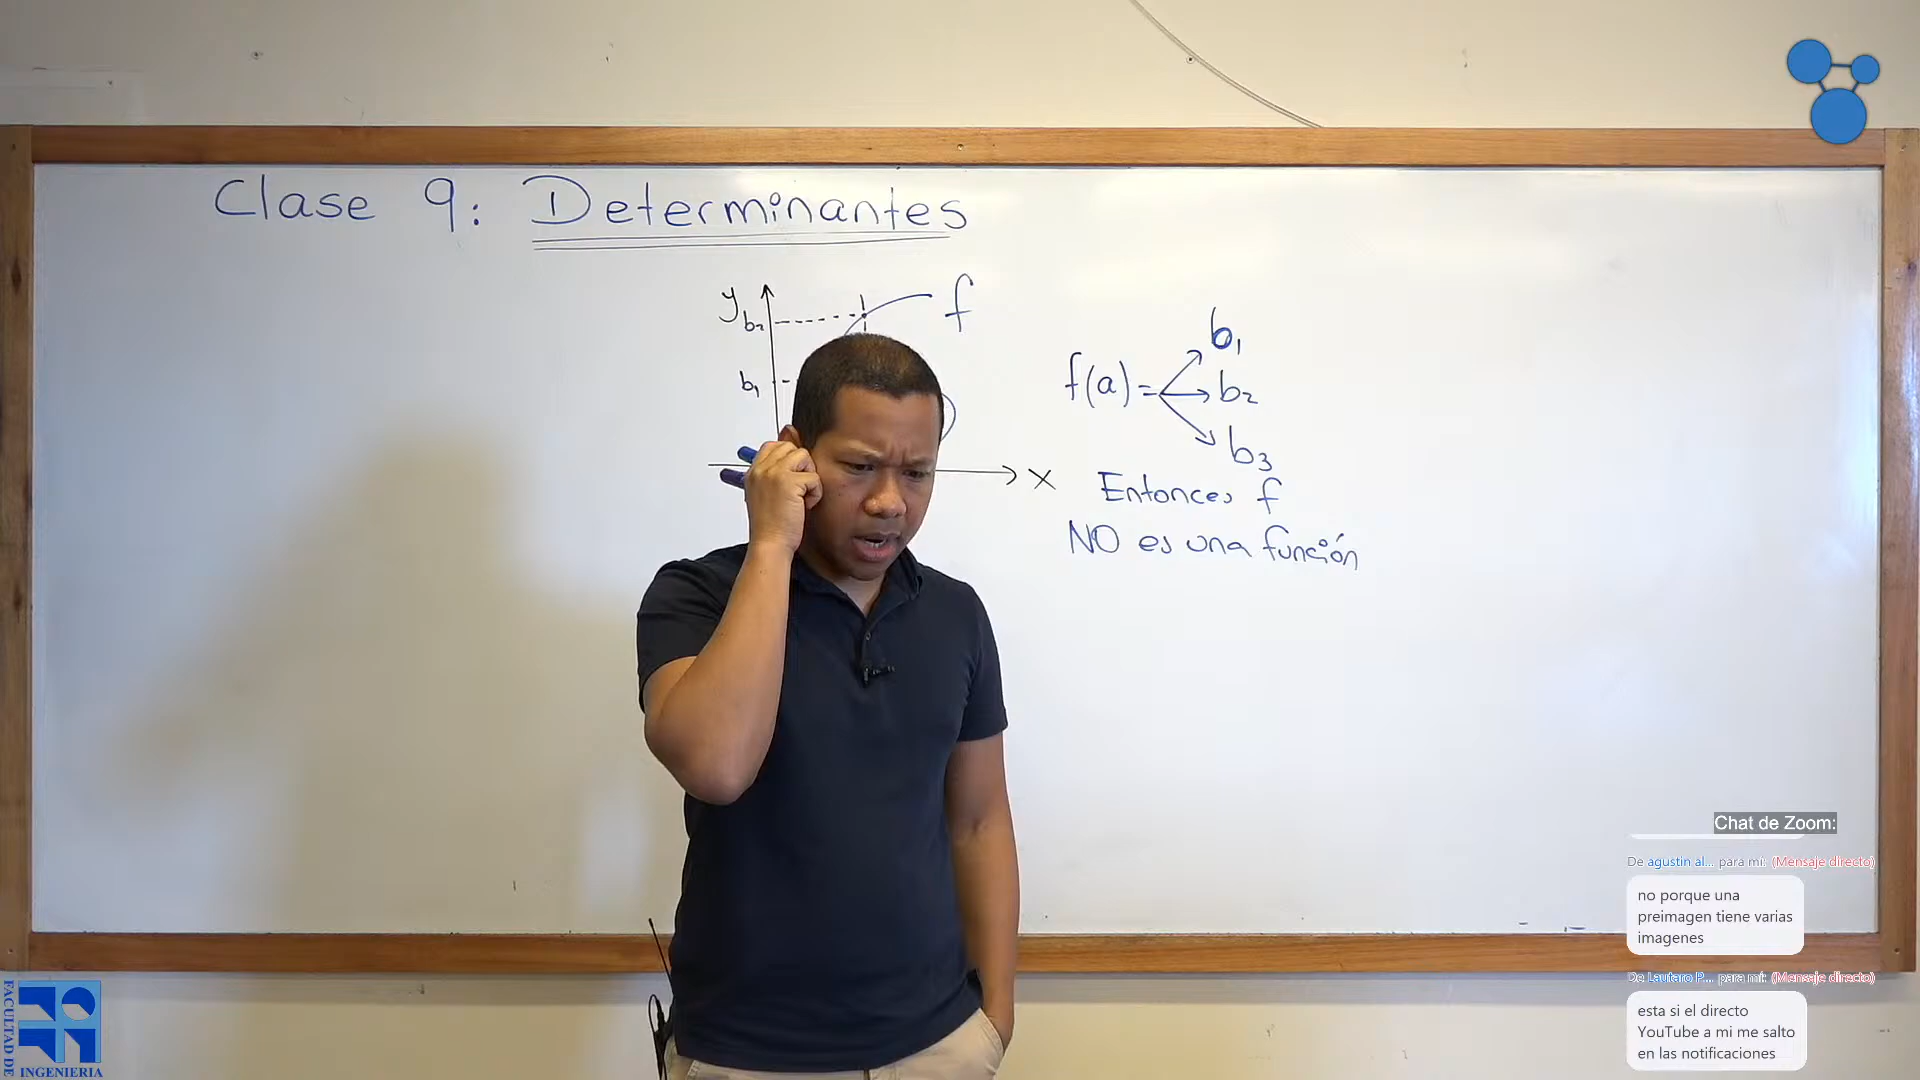 Clase 9: Determinantes
y
b2
b1
f
x
f(a)=
b1
b2
b3
Entonces f
NO es una función
Chat de Zoom:
De agustin al... para mí: (Mensaje directo)
no porque una
preimagen tiene varias
imagenes
De Lautaro P... para mí: (Mensaje directo)
esta si el directo
YouTube a mi me salto
en las notificaciones
FACULTAD DE
INGENIERIA